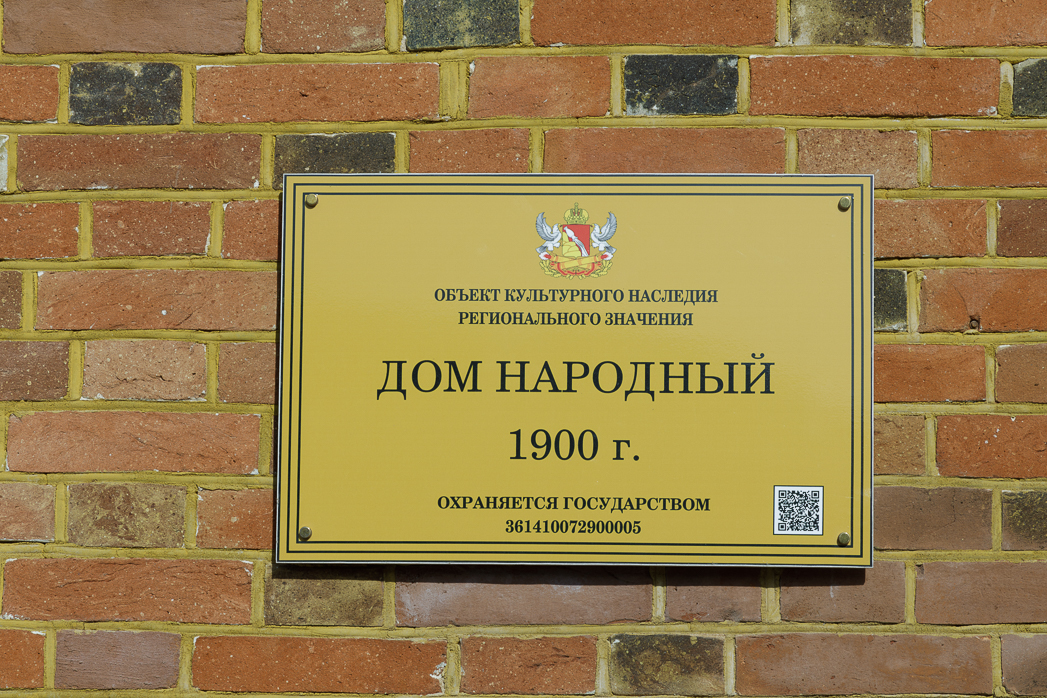 ОБЪЕКТ КУЛЬТУРНОГО НАСЛЕДИЯ
РЕГИОНАЛЬНОГО ЗНАЧЕНИЯ
ДОМ НАРОДНЫЙ
1900 г.
ОХРАНЯЕТСЯ ГОСУДАРСТВОМ
361410072900005